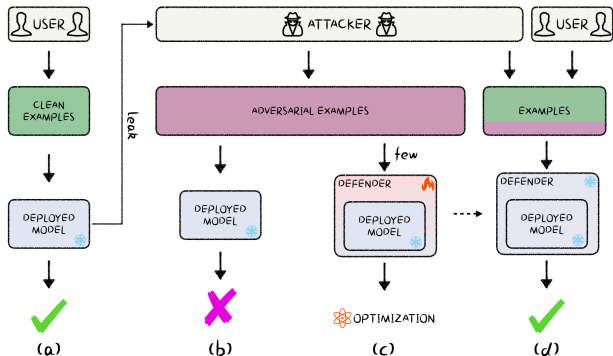 USER
ATTACKER
USER
CLEAN
EXAMPLES
leak
ADVERSARIAL EXAMPLES
EXAMPLES
few
DEPLOYED
MODEL
DEPLOYED
MODEL
DEFENDER
DEPLOYED
MODEL
DEFENDER
DEPLOYED
MODEL
OPTIMIZATION
(a)
(b)
(c)
(d)